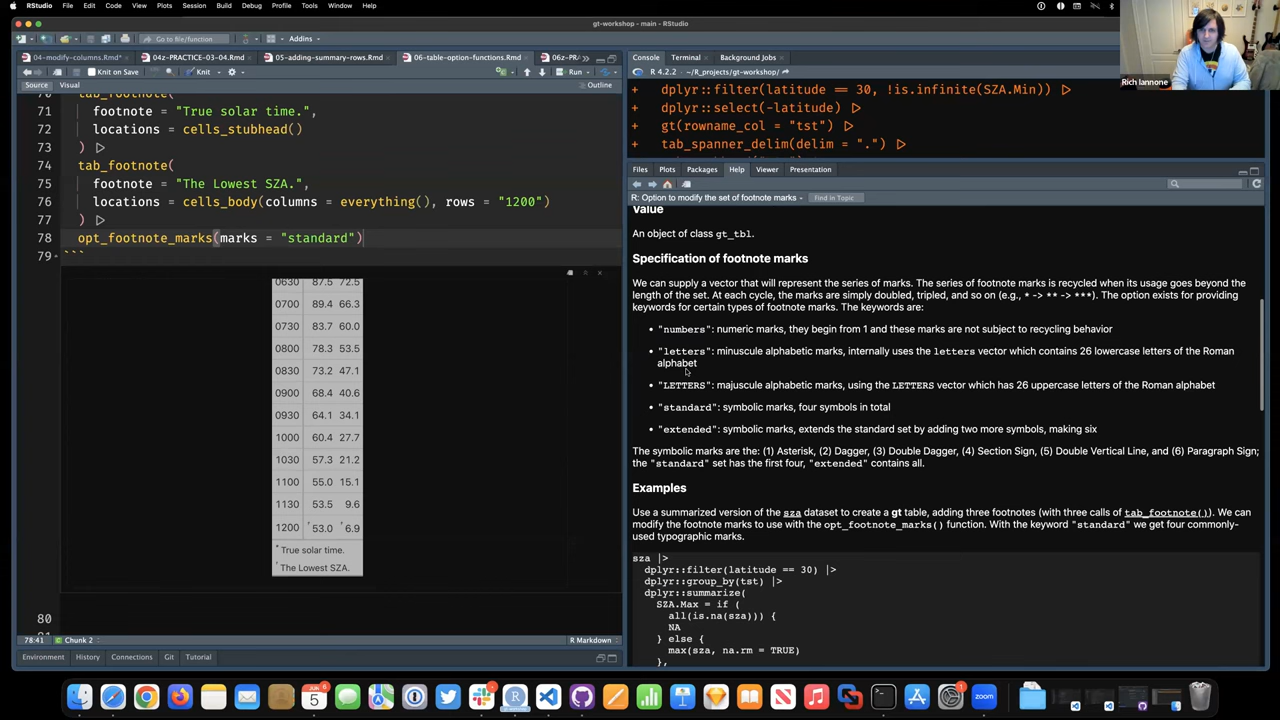 RStudio File Edit Code View Plots Session Build Debug Profile Tools Window Help
gt-workshop - main - RStudio
Go to file/function
Addins
04-modify-columns.Rmd*
04z-PRACTICE-03-04.Rmd
05-adding-summary-rows.Rmd
06-table-option-functions.Rmd
Knit on Save
Knit
Run
Source Visual
Outline
71 footnote = "True solar time.",
72 locations = cells_stubhead()
73 ) |>
74 tab_footnote(
75 footnote = "The Lowest SZA.",
76 locations = cells_body(columns = everything(), rows = "1200")
77 ) |>
78 opt_footnote_marks(marks = "standard")
79 ```
0630 87.5 72.5
0700 89.4 66.3
0730 83.7 60.0
0800 78.3 53.5
0830 73.2 47.1
0900 68.4 40.6
0930 64.1 34.1
1000 60.4 27.7
1030 57.3 21.2
1100 55.0 15.1
1130 53.5 9.6
1200 † 53.0 † 6.9
* True solar time.
† The Lowest SZA.
80
78:41 Chunk 2
R Markdown
Environment History Connections Git Tutorial
Console Terminal Background Jobs
R 4.2.2 · ~/R_projects/gt-workshop/
+ dplyr::filter(latitude == 30, !is.infinite(SZA.Min)) |>
+ dplyr::select(-latitude) |>
+ gt(rowname_col = "tst") |>
+ tab_spanner_delim(delim = ".") |>
Files Plots Packages Help Viewer Presentation
R: Option to modify the set of footnote marks
Find in Topic
Value
An object of class gt_tbl.
Specification of footnote marks
We can supply a vector that will represent the series of marks. The series of footnote marks is recycled when its usage goes beyond the
length of the set. At each cycle, the marks are simply doubled, tripled, and so on (e.g., * -> ** -> ***). The option exists for providing
keywords for certain types of footnote marks. The keywords are:
• "numbers": numeric marks, they begin from 1 and these marks are not subject to recycling behavior
• "letters": minuscule alphabetic marks, internally uses the letters vector which contains 26 lowercase letters of the Roman
alphabet
• "LETTERS": majuscule alphabetic marks, using the LETTERS vector which has 26 uppercase letters of the Roman alphabet
• "standard": symbolic marks, four symbols in total
• "extended": symbolic marks, extends the standard set by adding two more symbols, making six
The symbolic marks are the: (1) Asterisk, (2) Dagger, (3) Double Dagger, (4) Section Sign, (5) Double Vertical Line, and (6) Paragraph Sign;
the "standard" set has the first four, "extended" contains all.
Examples
Use a summarized version of the sza dataset to create a gt table, adding three footnotes (with three calls of tab_footnote()). We can
modify the footnote marks to use with the opt_footnote_marks() function. With the keyword "standard" we get four commonly-
used typographic marks.
sza |>
dplyr::filter(latitude == 30) |>
dplyr::group_by(tst) |>
dplyr::summarize(
SZA.Max = if (
all(is.na(sza))) {
NA
} else {
max(sza, na.rm = TRUE)
},
Rich Iannone
JUN
5
zoom